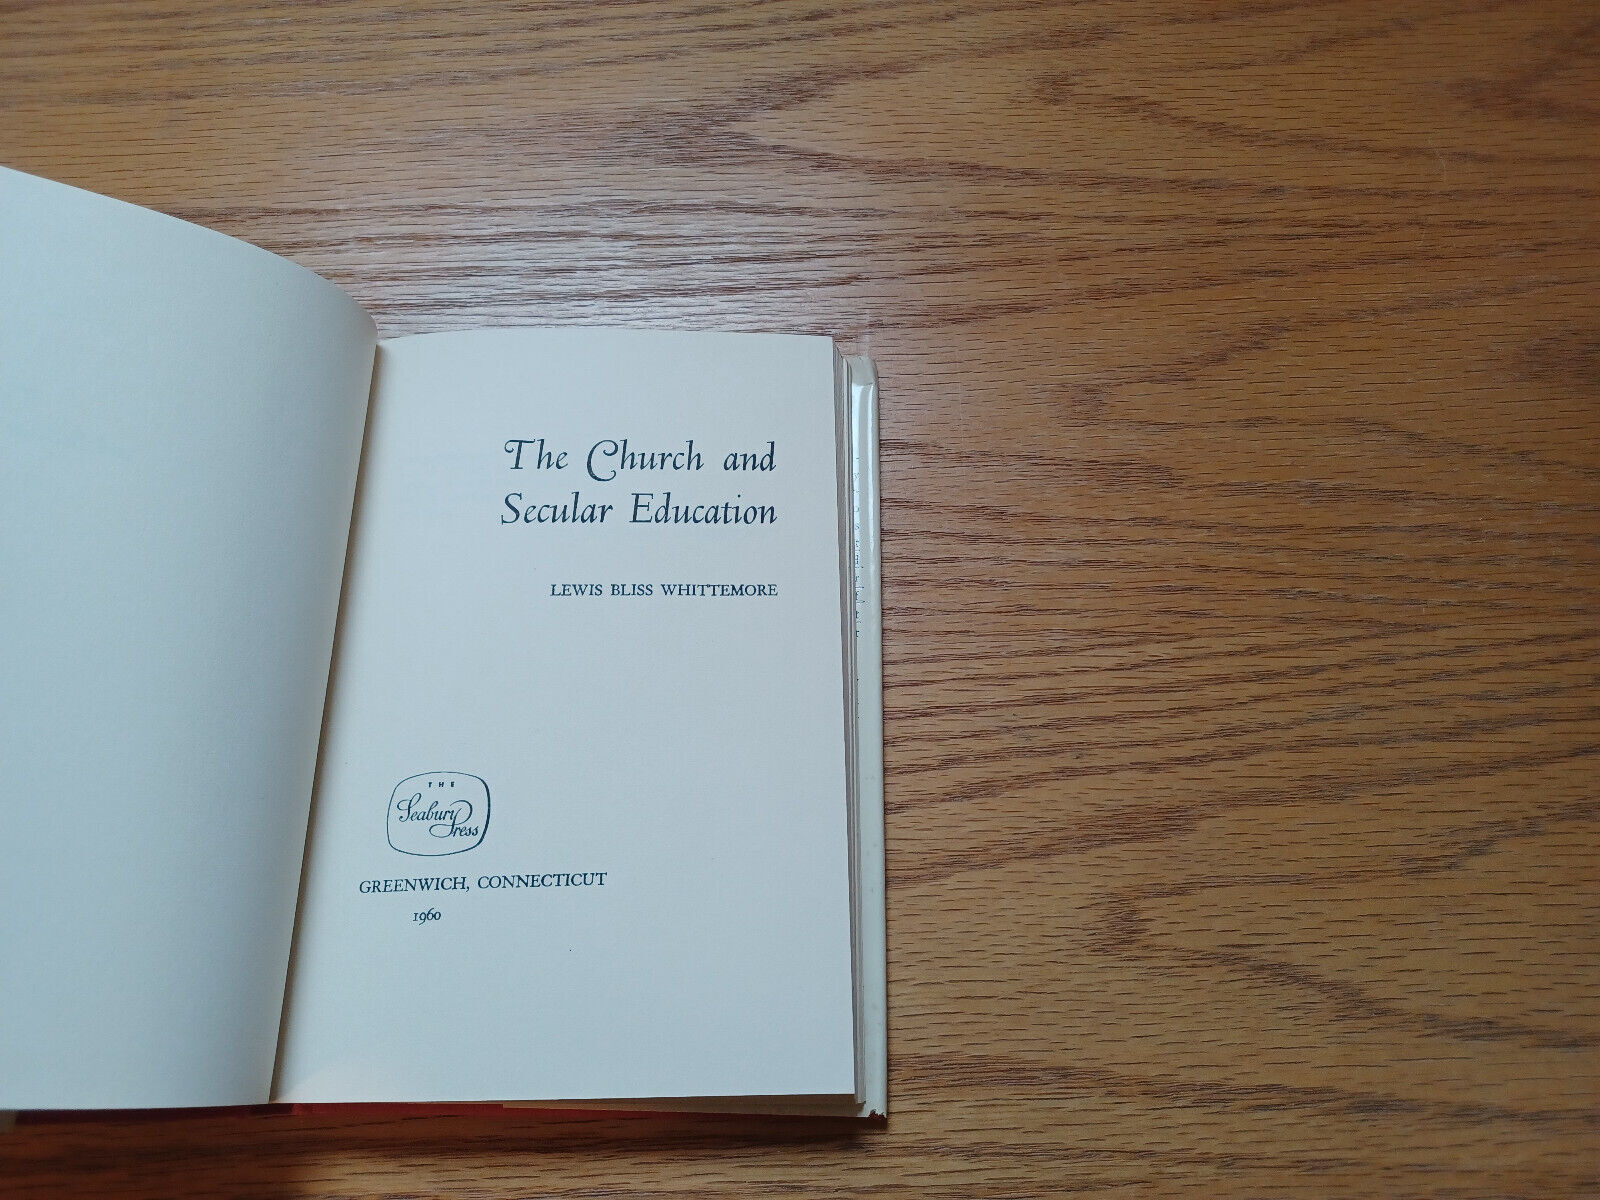 The Church and
Secular Education
LEWIS BLISS WHITTEMORE
THE
Seabury
Press
GREENWICH, CONNECTICUT
1960